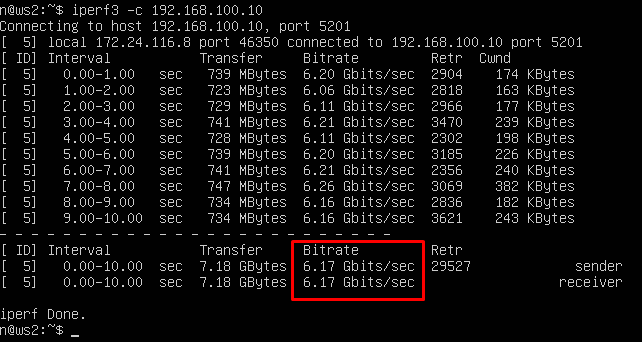 n@ws2:~$ iperf3 -c 192.168.100.10
Connecting to host 192.168.100.10, port 5201
[  5] local 172.24.116.8 port 46350 connected to 192.168.100.10 port 5201
[ ID] Interval           Transfer     Bitrate         Retr  Cwnd
[  5]   0.00-1.00   sec   739 MBytes  6.20 Gbits/sec  2904    174 KBytes
[  5]   1.00-2.00   sec   723 MBytes  6.06 Gbits/sec  2818    163 KBytes
[  5]   2.00-3.00   sec   729 MBytes  6.11 Gbits/sec  2966    177 KBytes
[  5]   3.00-4.00   sec   741 MBytes  6.21 Gbits/sec  3470    239 KBytes
[  5]   4.00-5.00   sec   728 MBytes  6.11 Gbits/sec  2302    198 KBytes
[  5]   5.00-6.00   sec   739 MBytes  6.20 Gbits/sec  3185    226 KBytes
[  5]   6.00-7.00   sec   741 MBytes  6.21 Gbits/sec  2356    240 KBytes
[  5]   7.00-8.00   sec   747 MBytes  6.26 Gbits/sec  3069    382 KBytes
[  5]   8.00-9.00   sec   734 MBytes  6.16 Gbits/sec  2836    182 KBytes
[  5]   9.00-10.00  sec   734 MBytes  6.16 Gbits/sec  3621    243 KBytes
- - - - - - - - - - - - - - - - - - - - - - - - -
[ ID] Interval           Transfer     Bitrate         Retr
[  5]   0.00-10.00  sec  7.18 GBytes  6.17 Gbits/sec  29527             sender
[  5]   0.00-10.00  sec  7.18 GBytes  6.17 Gbits/sec                  receiver
iperf Done.
n@ws2:~$ _